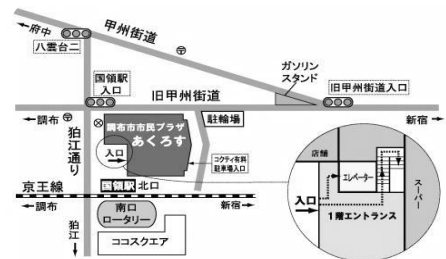 ←府中
甲州街道
八雲台二
国領駅
入口
ガソリン
スタンド
旧甲州街道入口
旧甲州街道
←調布
新宿→
狛江通り
調布市市民プラザ
あくろす
駐輪場
入口
コクティ有料
駐車場入口
京王線
国領駅 北口
←調布
新宿→
南口
ロータリー
狛江
↓
ココスクエア
店舗
エレベーター
スーパー
入口
1階エントランス